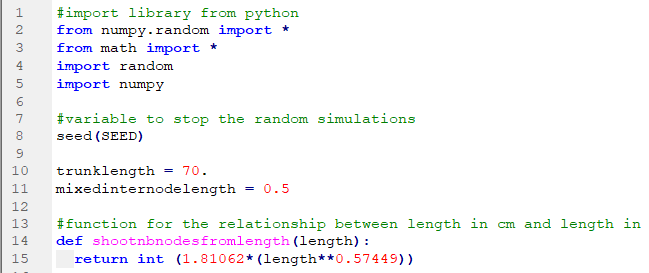 1 #import library from python
2 from numpy.random import *
3 from math import *
4 import random
5 import numpy
6
7 #variable to stop the random simulations
8 seed(SEED)
9
10 trunklength = 70.
11 mixedinternodelength = 0.5
12
13 #function for the relationship between length in cm and length in
14 def shootnbnodesfromlength(length):
15 return int (1.81062*(length**0.57449))